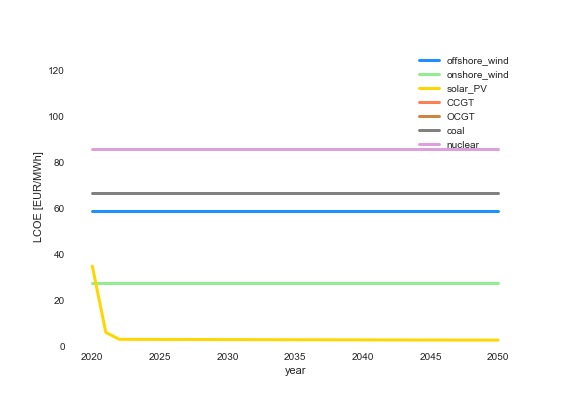 120
100
80
60
40
20
0
LCOE [EUR/MWh]
offshore_wind
onshore_wind
solar_PV
CCGT
OCGT
coal
nuclear
2020 2025 2030 2035 2040 2045 2050
year